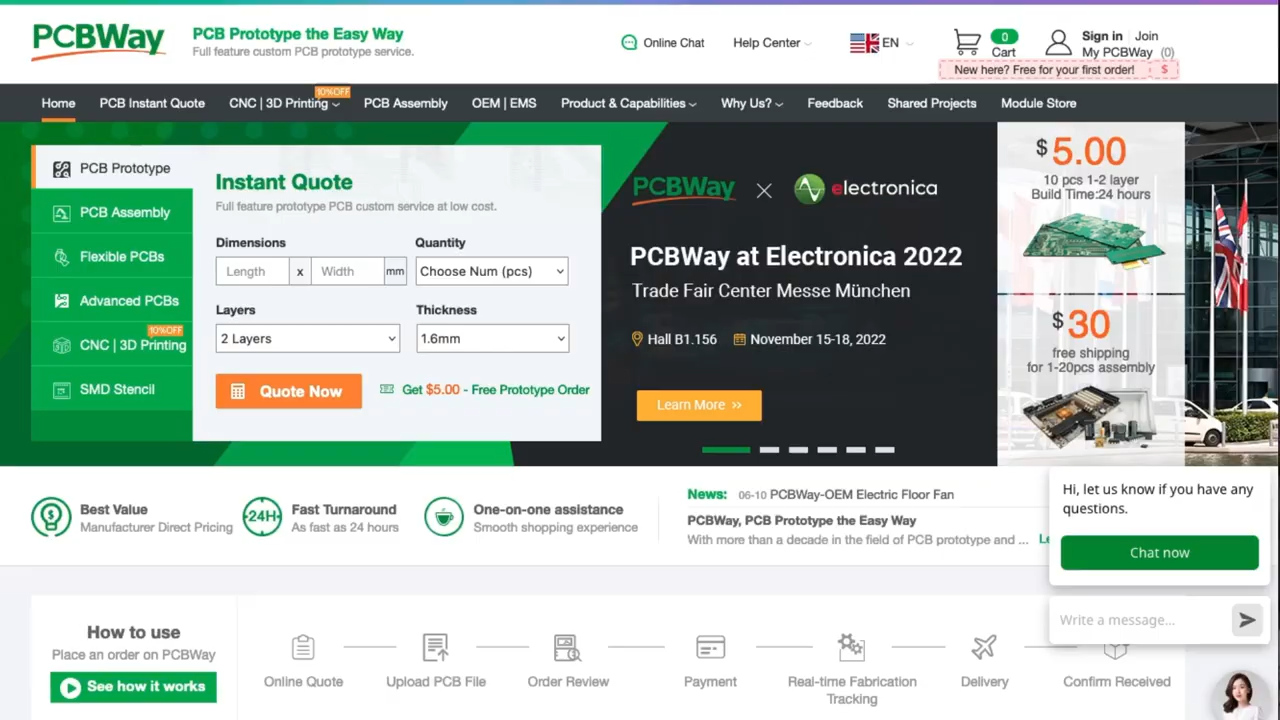 PCBWay
PCB Prototype the Easy Way
Full feature custom PCB prototype service.
Online Chat
Help Center
EN
0
Cart
Sign in
Join
My PCBWay (0)
New here? Free for your first order! $
Home
PCB Instant Quote
CNC | 3D Printing
10%OFF
PCB Assembly
OEM | EMS
Product & Capabilities
Why Us?
Feedback
Shared Projects
Module Store
PCB Prototype
PCB Assembly
Flexible PCBs
Advanced PCBs
10%OFF
CNC | 3D Printing
SMD Stencil
Instant Quote
Full feature prototype PCB custom service at low cost.
Dimensions
Quantity
Length x Width mm
Choose Num (pcs)
Layers
Thickness
2 Layers
1.6mm
Quote Now
Get $5.00 - Free Prototype Order
PCBWay × electronica
PCBWay at Electronica 2022
Trade Fair Center Messe München
Hall B1.156
November 15-18, 2022
Learn More >>
$5.00
10 pcs 1-2 layer
Build Time:24 hours
$30
free shipping
for 1-20pcs assembly
Best Value
Manufacturer Direct Pricing
24H
Fast Turnaround
As fast as 24 hours
One-on-one assistance
Smooth shopping experience
News: 06-10 PCBWay-OEM Electric Floor Fan
PCBWay, PCB Prototype the Easy Way
With more than a decade in the field of PCB prototype and ... Le
Hi, let us know if you have any
questions.
Chat now
Write a message...
How to use
Place an order on PCBWay
See how it works
Online Quote
Upload PCB File
Order Review
Payment
Real-time Fabrication
Tracking
Delivery
Confirm Received